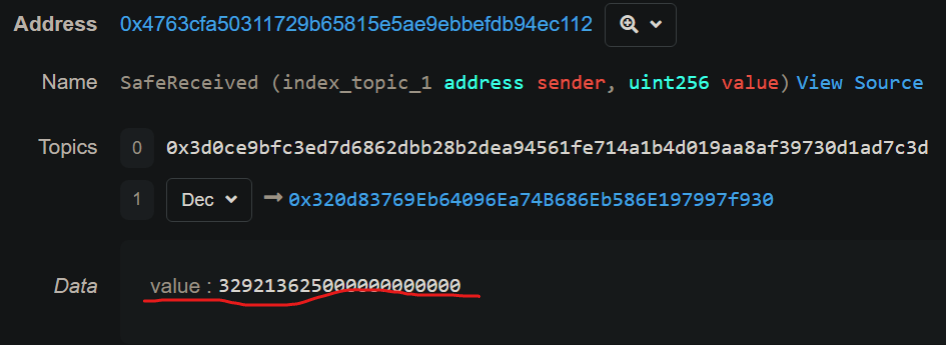 Address 0x4763cfa50311729b65815e5ae9ebbefdb94ec112
Name SafeReceived (index_topic_1 address sender, uint256 value) View Source
Topics 0 0x3d0ce9bfc3ed7d6862dbb28b2dea94561fe714a1b4d019aa8af39730d1ad7c3d
1 Dec 0x320d83769Eb64096Ea74B686Eb586E197997f930
Data value : 329213625000000000000